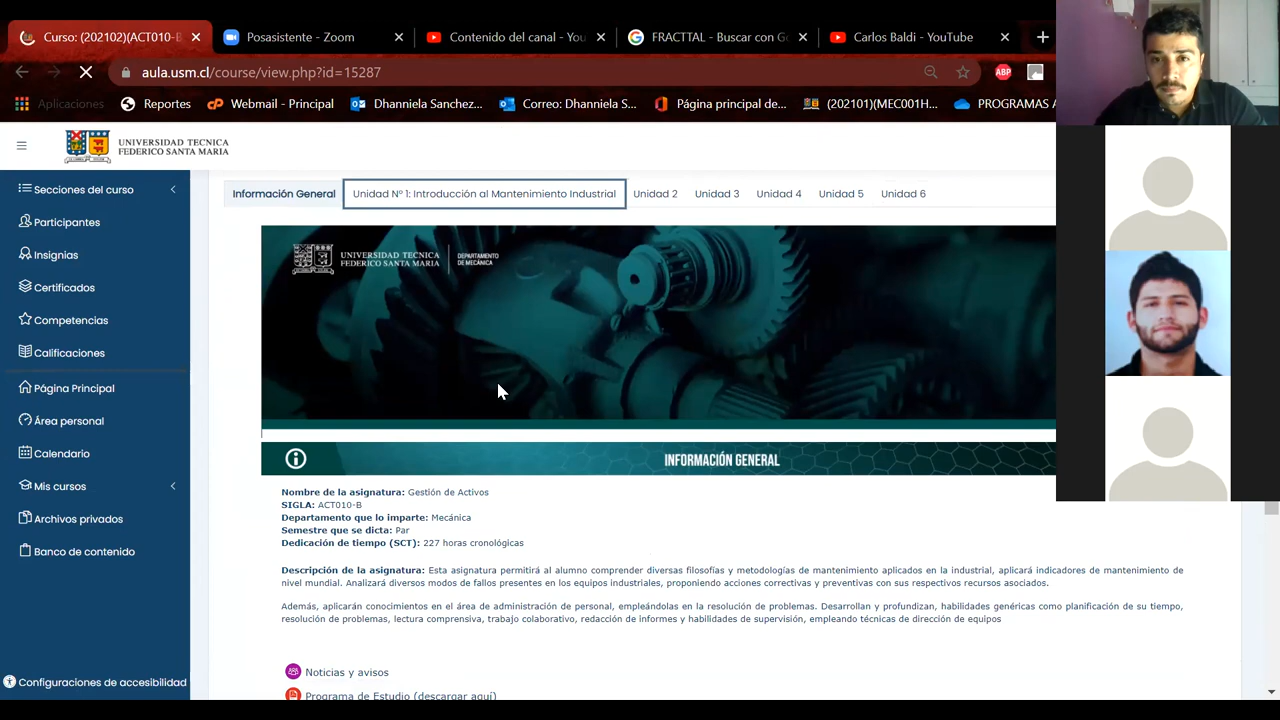 Curso: (202102)(ACT010-B
Posasistente - Zoom
Contenido del canal - You
FRACTTAL - Buscar con Go
Carlos Baldi - YouTube
aula.usm.cl/course/view.php?id=15287
ABP
Aplicaciones
Reportes
Webmail - Principal
Dhanniela Sanchez...
Correo: Dhanniela S...
Página principal de...
(202101)(MEC001H...
PROGRAMAS A
UNIVERSIDAD TECNICA
FEDERICO SANTA MARIA
Secciones del curso
Participantes
Insignias
Certificados
Competencias
Calificaciones
Página Principal
Área personal
Calendario
Mis cursos
Archivos privados
Banco de contenido
Configuraciones de accesibilidad
Información General
Unidad Nº 1: Introducción al Mantenimiento Industrial
Unidad 2
Unidad 3
Unidad 4
Unidad 5
Unidad 6
UNIVERSIDAD TECNICA
FEDERICO SANTA MARIA
DEPARTAMENTO
DE MECÁNICA
INFORMACIÓN GENERAL
Nombre de la asignatura: Gestión de Activos
SIGLA: ACT010-B
Departamento que lo imparte: Mecánica
Semestre que se dicta: Par
Dedicación de tiempo (SCT): 227 horas cronológicas
Descripción de la asignatura: Esta asignatura permitirá al alumno comprender diversas filosofías y metodologías de mantenimiento aplicados en la industrial, aplicará indicadores de mantenimiento de
nivel mundial. Analizará diversos modos de fallos presentes en los equipos industriales, proponiendo acciones correctivas y preventivas con sus respectivos recursos asociados.
Además, aplicarán conocimientos en el área de administración de personal, empleándolas en la resolución de problemas. Desarrollan y profundizan, habilidades genéricas como planificación de su tiempo,
resolución de problemas, lectura comprensiva, trabajo colaborativo, redacción de informes y habilidades de supervisión, empleando técnicas de dirección de equipos
Noticias y avisos
Programa de Estudio (descargar aquí)